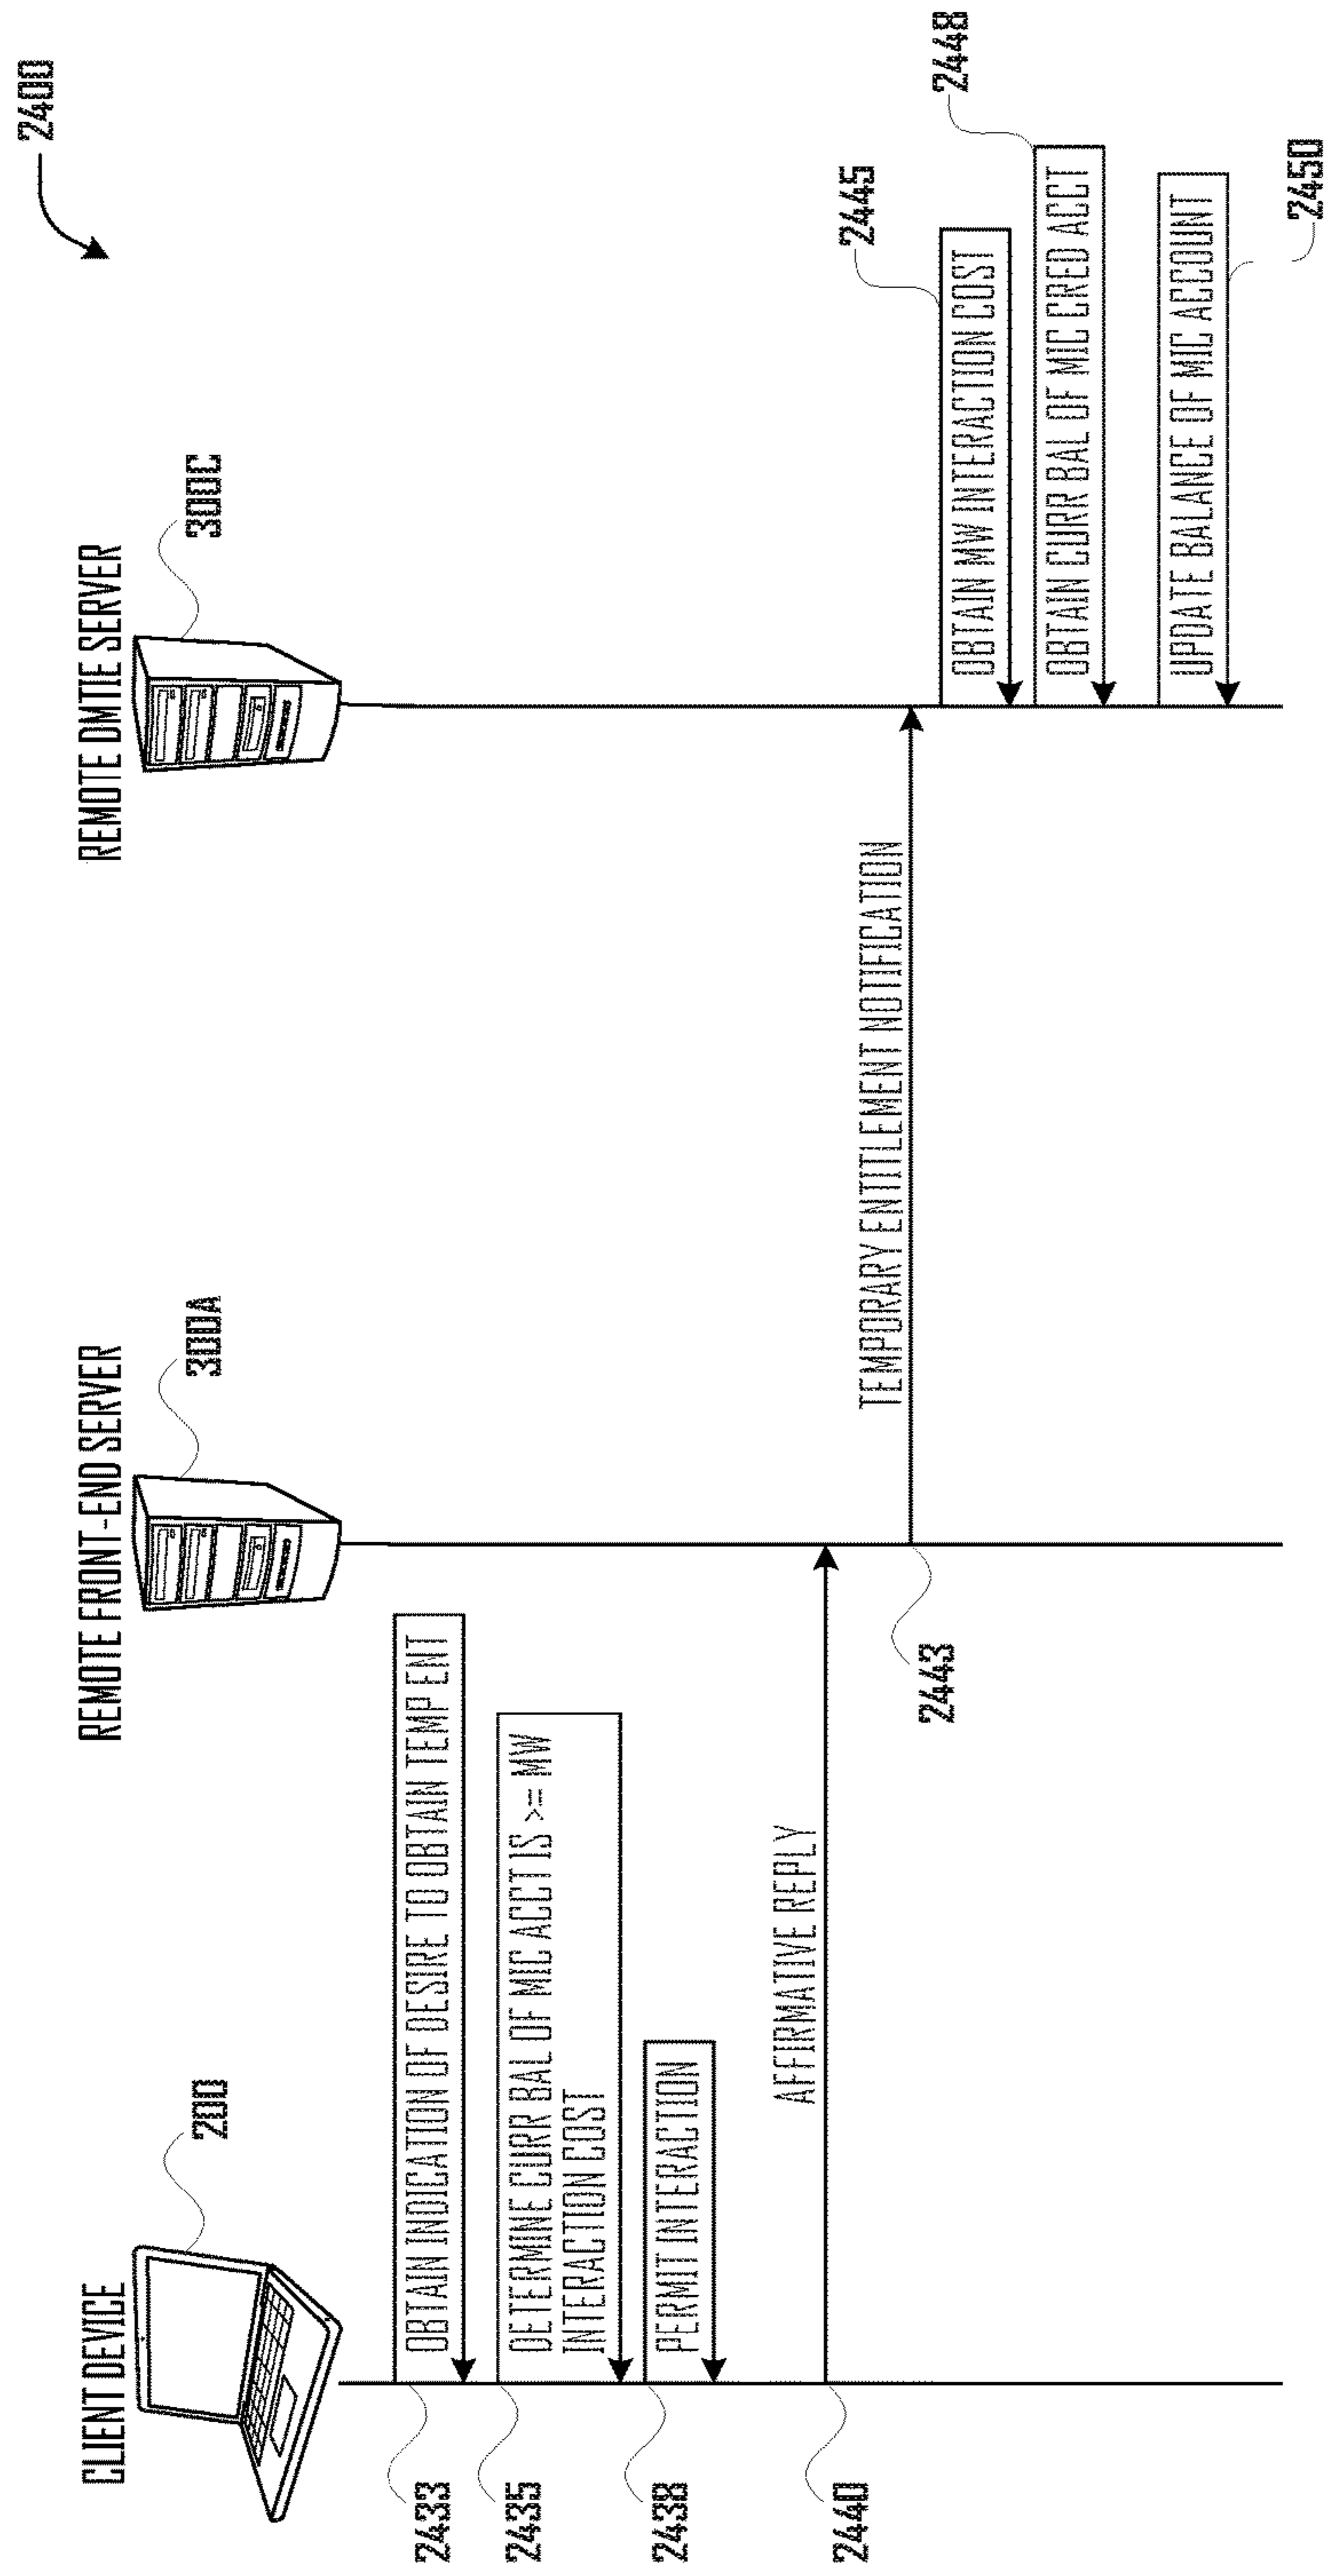 2400
CLIENT DEVICE
REMOTE FRONT-END SERVER
REMOTE DMTIE SERVER
200
300A
300C
2433
OBTAIN INDICATION OF DESIRE TO OBTAIN TEMP ENT
2435
DETERMINE CURR BAL OF MIC ACCT IS >= MW
INTERACTION COST
2438
PERMIT INTERACTION
2440
AFFIRMATIVE REPLY
2443
TEMPORARY ENTITLEMENT NOTIFICATION
OBTAIN MW INTERACTION COST
2445
OBTAIN CURR BAL OF MIC CRED ACCT
2448
UPDATE BALANCE OF MIC ACCOUNT
2450